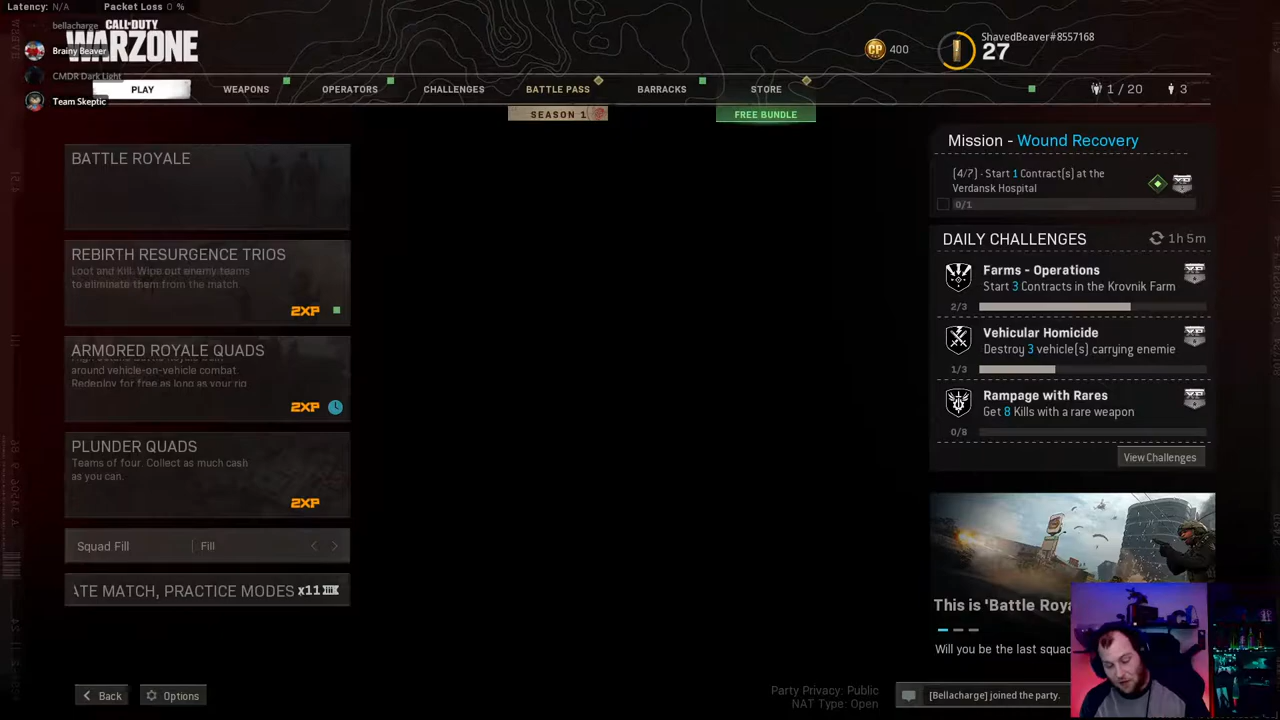 Latency: N/A
Packet Loss 0 %
bellacharge
Brainy Beaver
CMDR Dark Light
Team Skeptic
CALL OF DUTY
WARZONE
400
ShavedBeaver#8557168
27
PLAY
WEAPONS
OPERATORS
CHALLENGES
BATTLE PASS
BARRACKS
STORE
1 / 20
3
SEASON 1
FREE BUNDLE
BATTLE ROYALE
REBIRTH RESURGENCE TRIOS
Loot and Kill. Wipe out enemy teams
to eliminate them from the match.
2XP
ARMORED ROYALE QUADS
around vehicle-on-vehicle combat.
Redeploy for free as long as your rig
2XP
PLUNDER QUADS
Teams of four. Collect as much cash
as you can.
2XP
Squad Fill
Fill
ATE MATCH, PRACTICE MODES x11
Back
Options
Mission - Wound Recovery
[4/7] - Start 1 Contract(s) at the
Verdansk Hospital
0/1
DAILY CHALLENGES
1h 5m
Farms - Operations
Start 3 Contracts in the Krovnik Farm
2/3
Vehicular Homicide
Destroy 3 vehicle(s) carrying enemie
1/3
Rampage with Rares
Get 8 Kills with a rare weapon
0/8
View Challenges
This is 'Battle Roya
Will you be the last squa
Party Privacy: Public
NAT Type: Open
[Bellacharge] joined the party.